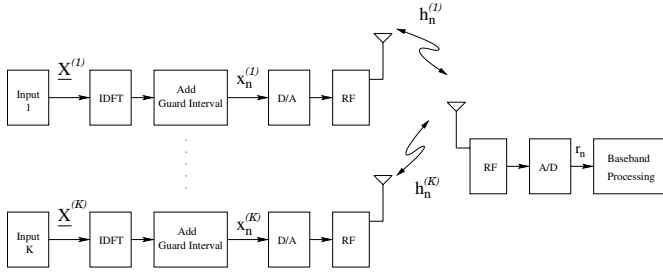 h_n^(1)
X^(1)
x_n^(1)
Input
1
IDFT
Add
Guard Interval
D/A
RF
RF
A/D
r_n
Baseband
Processing
h_n^(K)
X^(K)
x_n^(K)
Input
K
IDFT
Add
Guard Interval
D/A
RF